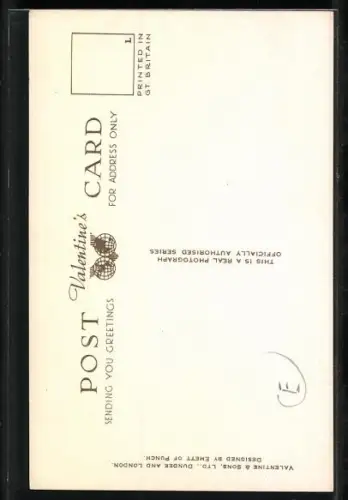 POST Valentine's CARD
SENDING YOU GREETINGS
FOR ADDRESS ONLY
L
PRINTED IN
GT. BRITAIN
THIS IS A REAL PHOTOGRAPH
OFFICIALLY AUTHORISED SERIES
VALENTINE & SONS, LTD., DUNDEE AND LONDON.
DESIGNED BY EMETT OF PUNCH.
E